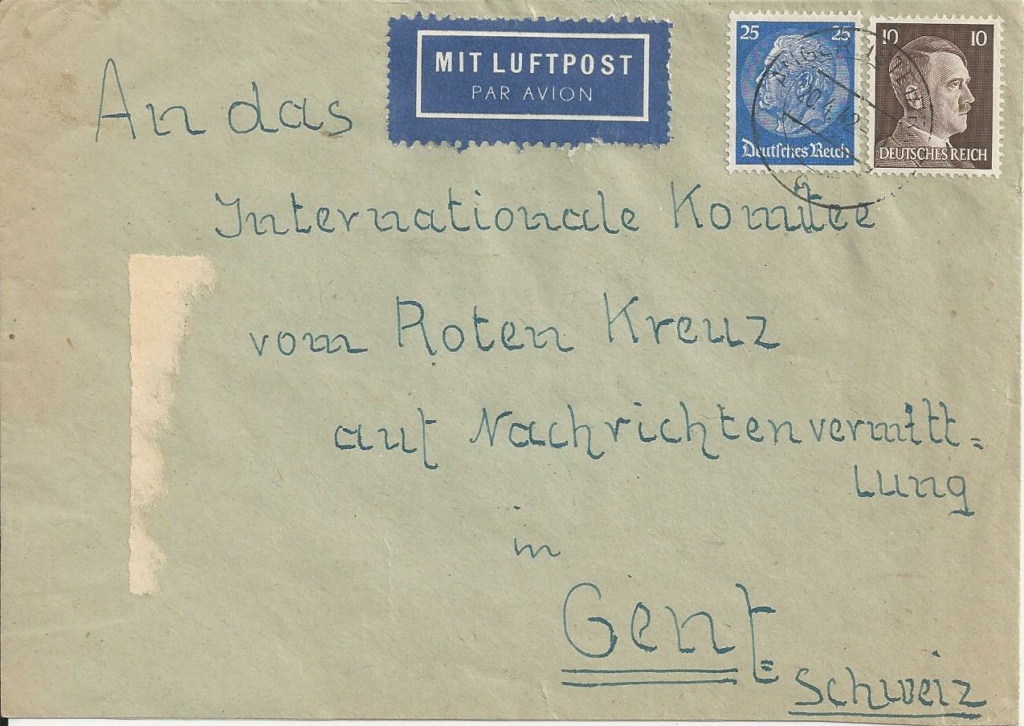 MIT LUFTPOST
PAR AVION
25 25
Deutsches Reich
10 10
DEUTSCHES REICH
An das
Internationale Komitee
vom Roten Kreuz
auf Nachrichtenvermitt=
lung
in
Genf
Schweiz